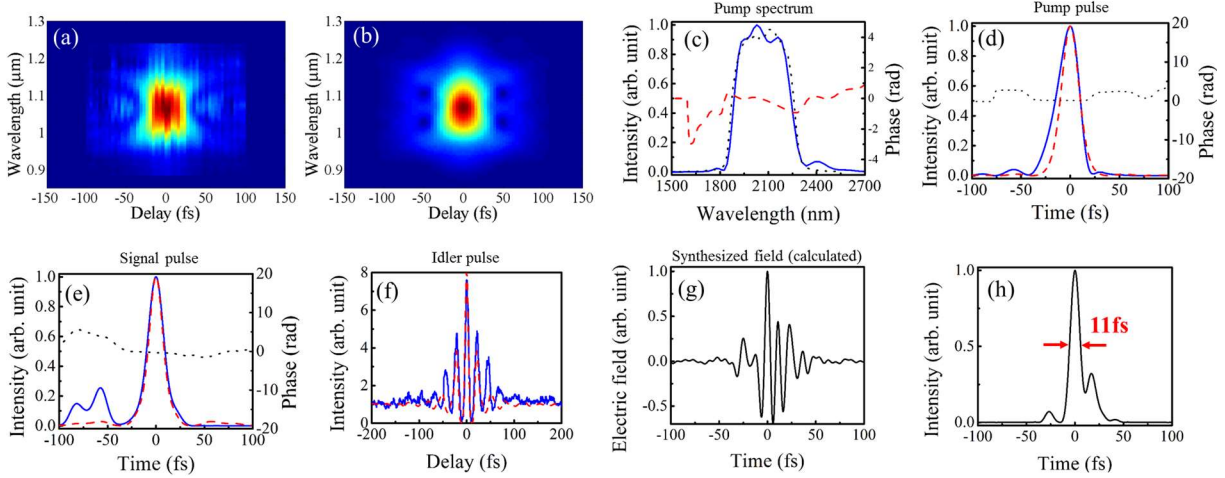 (a)
Wavelength (μm)
1.3
1.2
1.1
1
0.9
-150 -100 -50 0 50 100 150
Delay (fs)
(b)
Wavelength (μm)
1.3
1.2
1.1
1
0.9
-150 -100 -50 0 50 100 150
Delay (fs)
Pump spectrum
(c)
Intensity (arb. unit)
1.0
0.8
0.6
0.4
0.2
0.0
4
2
0
-2
-4
Phase (rad)
1500 1800 2100 2400 2700
Wavelength (nm)
Pump pulse
(d)
Intensity (arb. unit)
1.0
0.8
0.6
0.4
0.2
0.0
20
10
0
-10
-20
Phase (rad)
-100 -50 0 50 100
Time (fs)
Signal pulse
(e)
Intensity (arb. unit)
1.0
0.8
0.6
0.4
0.2
0.0
20
10
0
-10
-20
Phase (rad)
-100 -50 0 50 100
Time (fs)
Idler pulse
(f)
Intensity (arb. unit)
8
6
4
2
0
-200 -100 0 100 200
Delay (fs)
Synthesized field (calculated)
(g)
Electric field (arb. uint)
1.0
0.5
0.0
-0.5
-100 -50 0 50 100
Time (fs)
(h)
11fs
Intensity (arb. unit)
1.0
0.5
0.0
-100 -50 0 50 100
Time (fs)